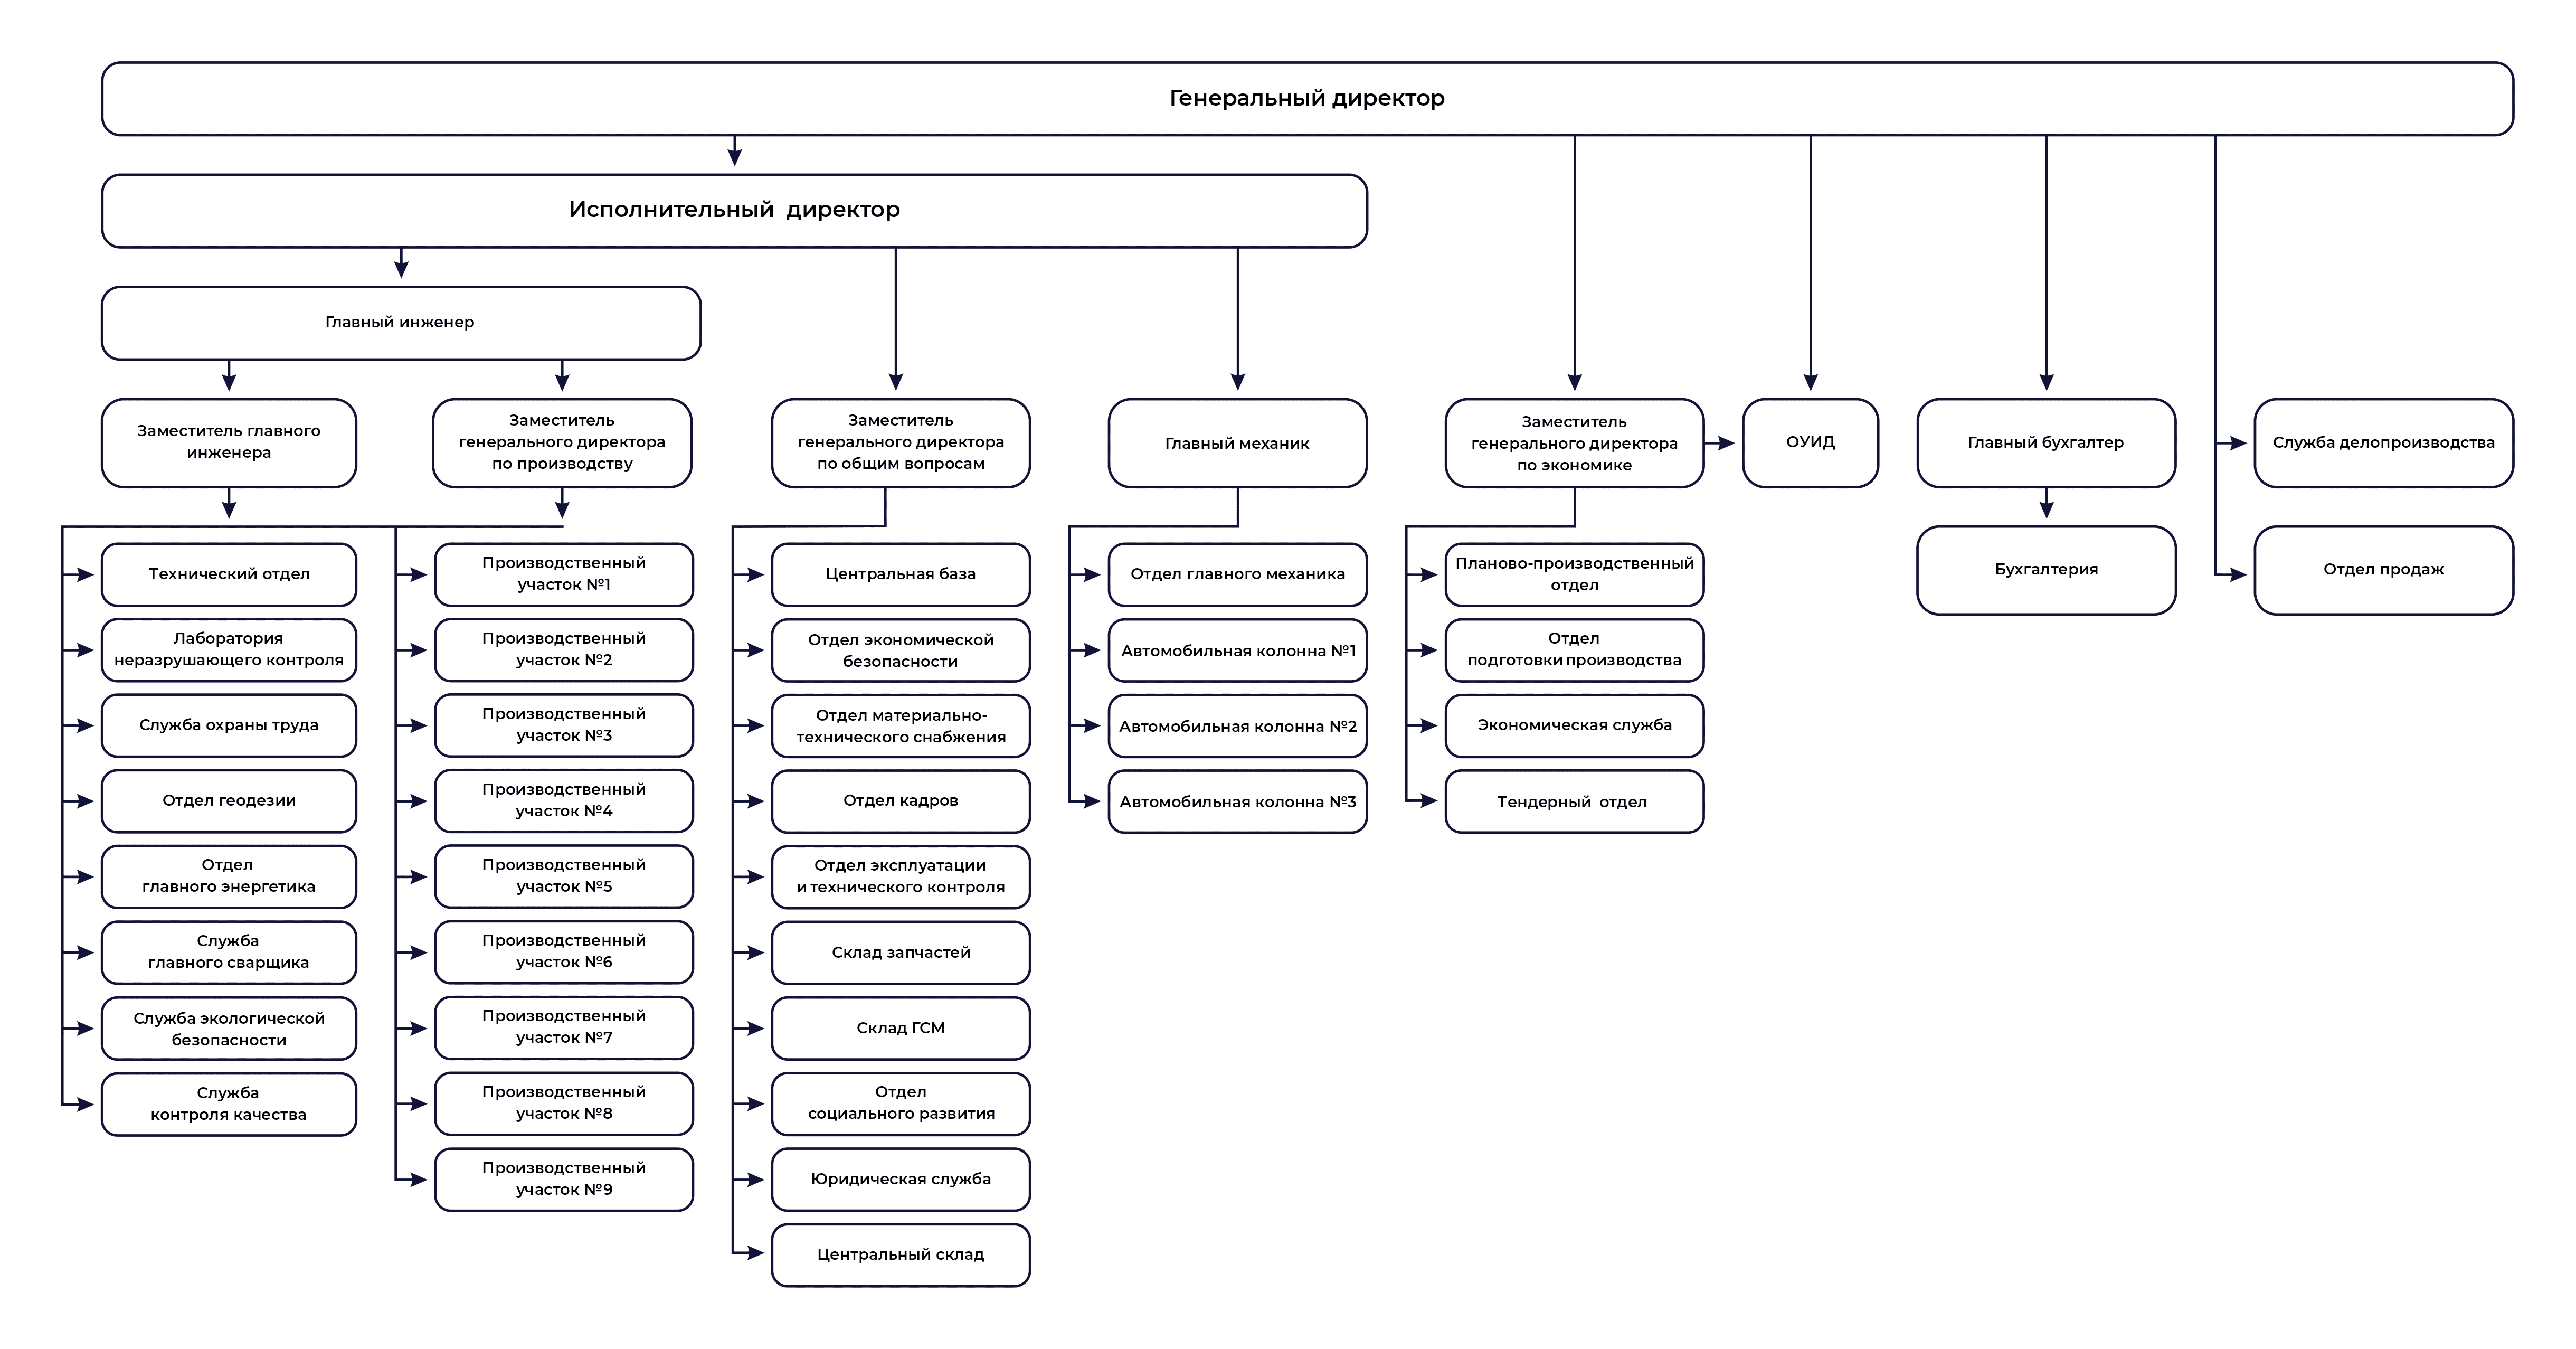 Генеральный директор
Исполнительный директор
Главный инженер
Заместитель главного
инженера
Заместитель
генерального директора
по производству
Заместитель
генерального директора
по общим вопросам
Главный механик
Заместитель
генерального директора
по экономике
ОУИД
Главный бухгалтер
Служба делопроизводства
Технический отдел
Лаборатория
неразрушающего контроля
Служба охраны труда
Отдел геодезии
Отдел
главного энергетика
Служба
главного сварщика
Служба экологической
безопасности
Служба
контроля качества
Производственный
участок №1
Производственный
участок №2
Производственный
участок №3
Производственный
участок №4
Производственный
участок №5
Производственный
участок №6
Производственный
участок №7
Производственный
участок №8
Производственный
участок №9
Центральная база
Отдел экономической
безопасности
Отдел материально-
технического снабжения
Отдел кадров
Отдел эксплуатации
и технического контроля
Склад запчастей
Склад ГСМ
Отдел
социального развития
Юридическая служба
Центральный склад
Отдел главного механика
Автомобильная колонна №1
Автомобильная колонна №2
Автомобильная колонна №3
Планово-производственный
отдел
Отдел
подготовки производства
Экономическая служба
Тендерный отдел
Бухгалтерия
Отдел продаж